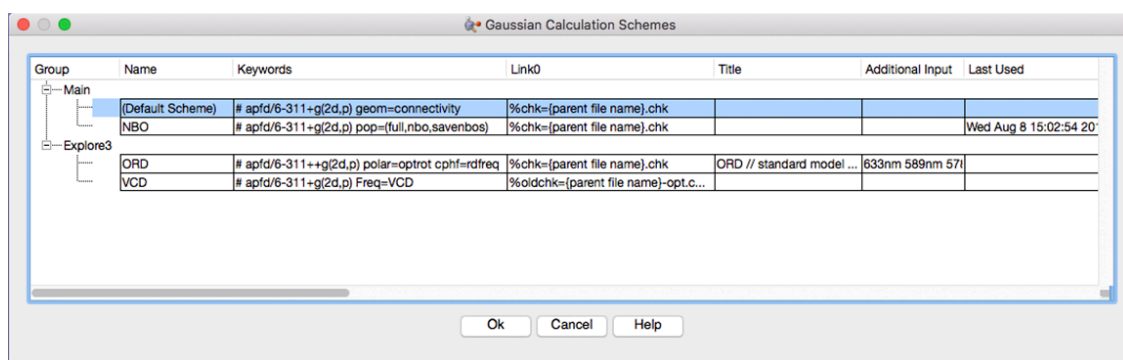 Gaussian Calculation Schemes
Group Name Keywords Link0 Title Additional Input Last Used
Main
(Default Scheme) # apfd/6-311+g(2d,p) geom=connectivity %chk={parent file name}.chk
NBO # apfd/6-311+g(2d,p) pop=(full,nbo,savenbos) %chk={parent file name}.chk Wed Aug 8 15:02:54 20
Explore3
ORD # apfd/6-311++g(2d,p) polar=optrot cphf=rdfreq %chk={parent file name}.chk ORD // standard model ... 633nm 589nm 57
VCD # apfd/6-311+g(2d,p) Freq=VCD %oldchk={parent file name}-opt.c...
Ok Cancel Help